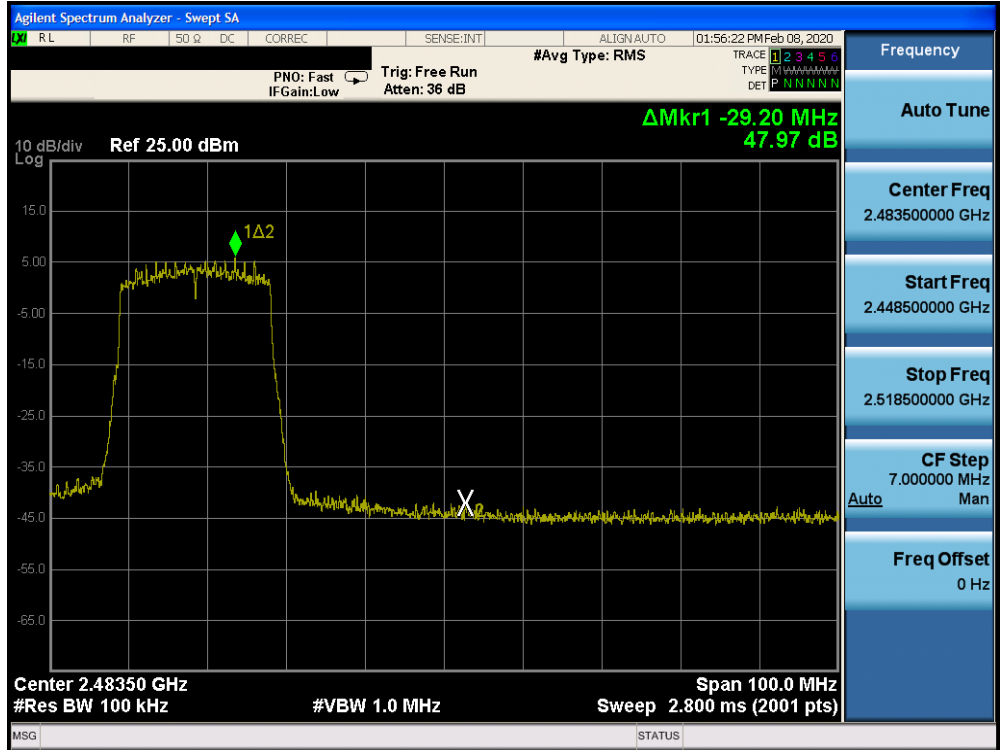 Agilent Spectrum Analyzer - Swept SA
LXI RL RF 50 Ω DC CORREC SENSE:INT ALIGN AUTO 01:56:22 PM Feb 08, 2020
Frequency
#Avg Type: RMS
TRACE 1 2 3 4 5 6
PNO: Fast
Trig: Free Run
TYPE M WWWWW
IFGain:Low
Atten: 36 dB
DET P N N N N N
Auto Tune
ΔMkr1 -29.20 MHz
47.97 dB
10 dB/div
Log
Ref 25.00 dBm
Center Freq
2.483500000 GHz
15.0
1Δ2
5.00
Start Freq
2.448500000 GHz
-5.00
-15.0
Stop Freq
2.518500000 GHz
-25.0
-35.0
CF Step
7.000000 MHz
Auto Man
X2
-45.0
-55.0
Freq Offset
0 Hz
-65.0
Center 2.48350 GHz
Span 100.0 MHz
#Res BW 100 kHz
#VBW 1.0 MHz
Sweep 2.800 ms (2001 pts)
MSG
STATUS